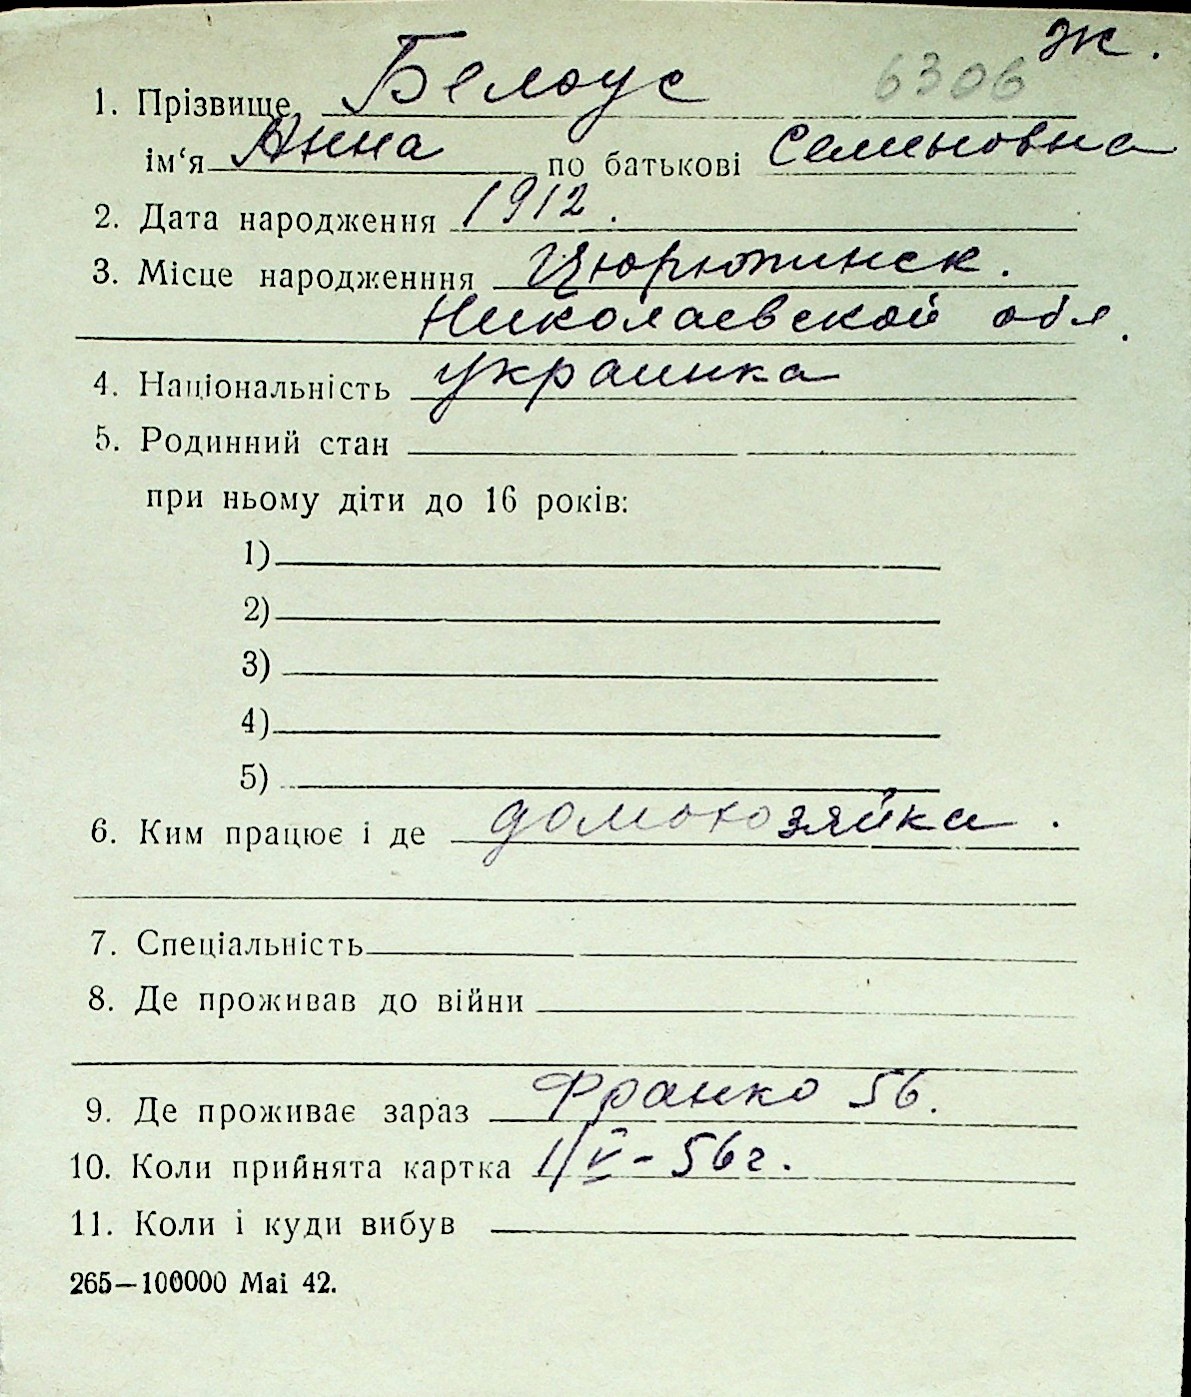 ж.
6306
1. Прізвище Белоус
ім‘я Анна по батькові Семеновна
2. Дата народження 1912.
3. Місце народженння Цюрюпинск.
Николаевской обл.
4. Національність украинка
5. Родинний стан
при ньому діти до 16 років:
1)
2)
3)
4)
5)
6. Ким працює і де домохозяйка.
7. Спеціальність
8. Де проживав до війни
9. Де проживає зараз Франко 56.
10. Коли прийнята картка 1/V-56г.
11. Коли і куди вибув
265—100000 Mai 42.